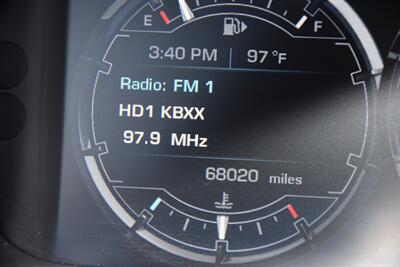 E F
3:40 PM 97 °F
Radio: FM 1
HD1 KBXX
97.9 MHz
68020 miles